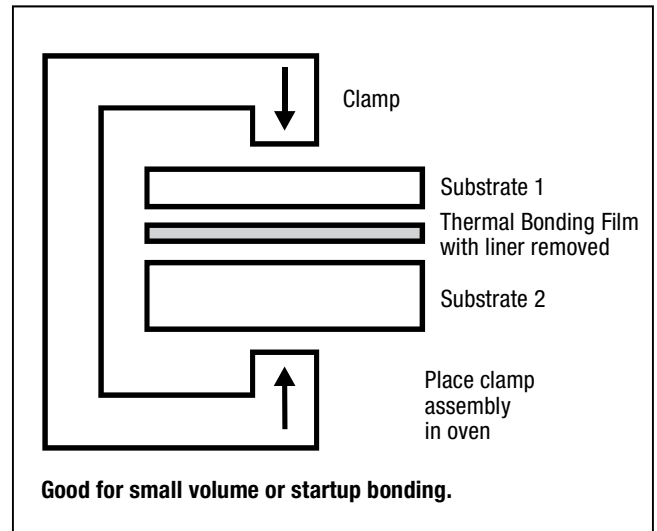 Clamp
Substrate 1
Thermal Bonding Film
with liner removed
Substrate 2
Place clamp
assembly
in oven
Good for small volume or startup bonding.